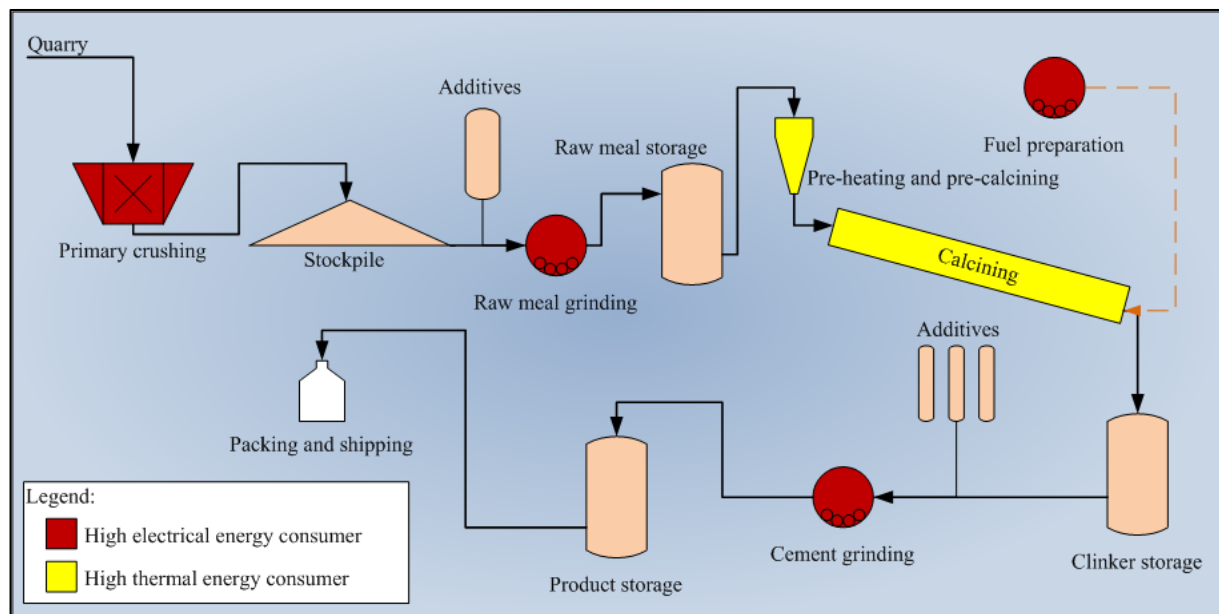 Quarry
Additives
Fuel preparation
Raw meal storage
Pre-heating and pre-calcining
Primary crushing
Stockpile
Raw meal grinding
Calcining
Additives
Packing and shipping
Product storage
Cement grinding
Clinker storage
Legend:
High electrical energy consumer
High thermal energy consumer